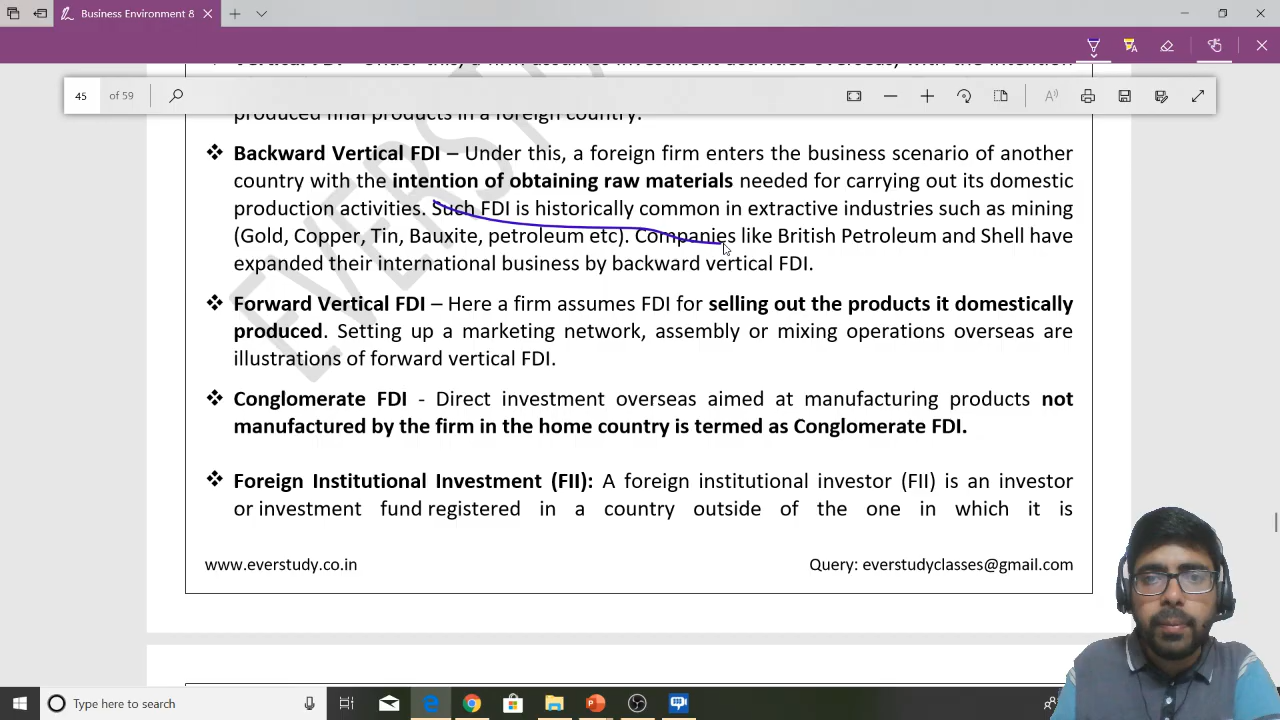 Business Environment 8
45 of 59
produced final products in a foreign country.
❖ Backward Vertical FDI – Under this, a foreign firm enters the business scenario of another
country with the intention of obtaining raw materials needed for carrying out its domestic
production activities. Such FDI is historically common in extractive industries such as mining
(Gold, Copper, Tin, Bauxite, petroleum etc). Companies like British Petroleum and Shell have
expanded their international business by backward vertical FDI.
❖ Forward Vertical FDI – Here a firm assumes FDI for selling out the products it domestically
produced. Setting up a marketing network, assembly or mixing operations overseas are
illustrations of forward vertical FDI.
❖ Conglomerate FDI - Direct investment overseas aimed at manufacturing products not
manufactured by the firm in the home country is termed as Conglomerate FDI.
❖ Foreign Institutional Investment (FII): A foreign institutional investor (FII) is an investor
or investment fund registered in a country outside of the one in which it is
www.everstudy.co.in Query: everstudyclasses@gmail.com
Type here to search